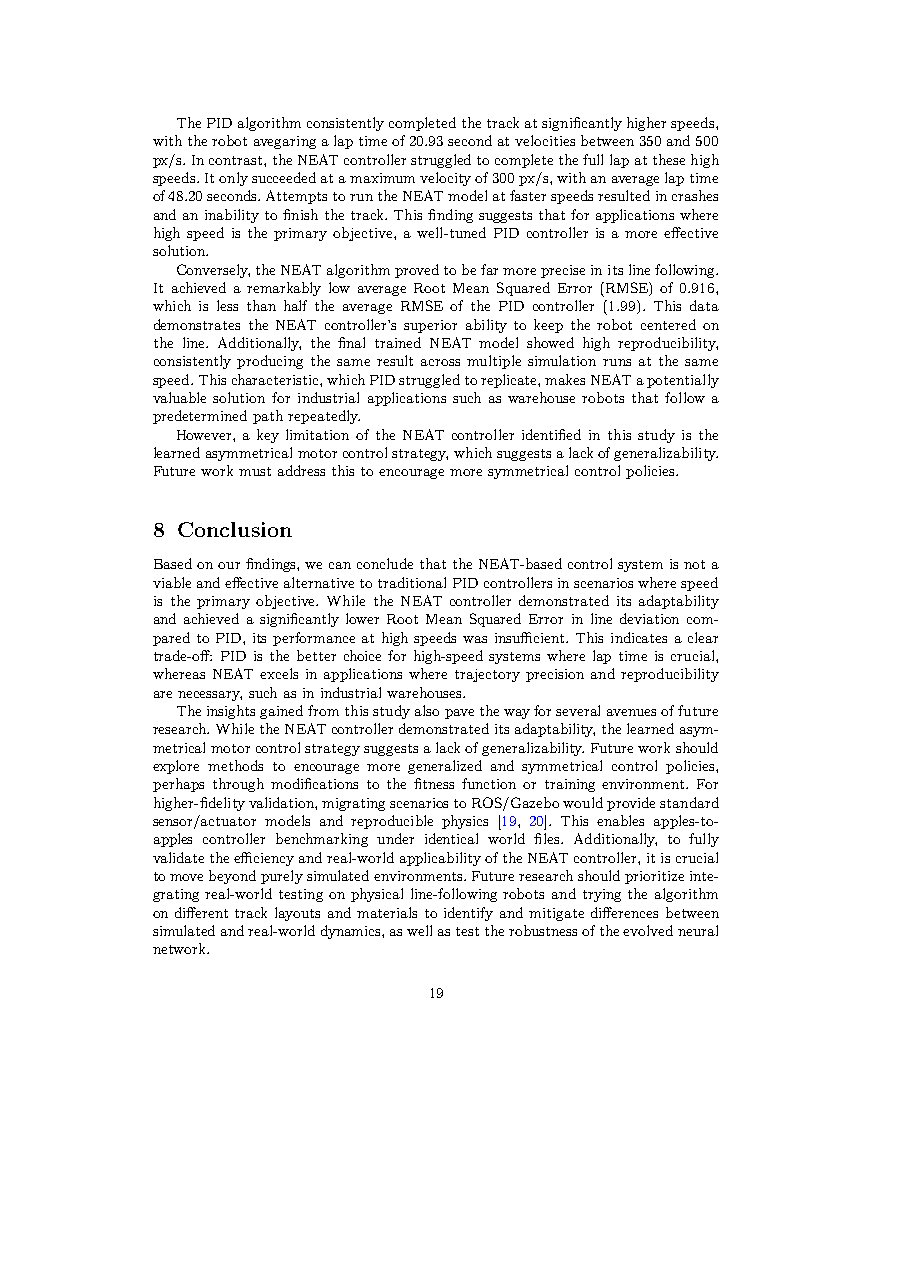 The PID algorithm consistently completed the track at significantly higher speeds,
with the robot avegaring a lap time of 20.93 second at velocities between 350 and 500
px/s. In contrast, the NEAT controller struggled to complete the full lap at these high
speeds. It only succeeded at a maximum velocity of 300 px/s, with an average lap time
of 48.20 seconds. Attempts to run the NEAT model at faster speeds resulted in crashes
and an inability to finish the track. This finding suggests that for applications where
high speed is the primary objective, a well-tuned PID controller is a more effective
solution.
Conversely, the NEAT algorithm proved to be far more precise in its line following.
It achieved a remarkably low average Root Mean Squared Error (RMSE) of 0.916,
which is less than half the average RMSE of the PID controller (1.99). This data
demonstrates the NEAT controller's superior ability to keep the robot centered on
the line. Additionally, the final trained NEAT model showed high reproducibility,
consistently producing the same result across multiple simulation runs at the same
speed. This characteristic, which PID struggled to replicate, makes NEAT a potentially
valuable solution for industrial applications such as warehouse robots that follow a
predetermined path repeatedly.
However, a key limitation of the NEAT controller identified in this study is the
learned asymmetrical motor control strategy, which suggests a lack of generalizability.
Future work must address this to encourage more symmetrical control policies.
8 Conclusion
Based on our findings, we can conclude that the NEAT-based control system is not a
viable and effective alternative to traditional PID controllers in scenarios where speed
is the primary objective. While the NEAT controller demonstrated its adaptability
and achieved a significantly lower Root Mean Squared Error in line deviation com-
pared to PID, its performance at high speeds was insufficient. This indicates a clear
trade-off: PID is the better choice for high-speed systems where lap time is crucial,
whereas NEAT excels in applications where trajectory precision and reproducibility
are necessary, such as in industrial warehouses.
The insights gained from this study also pave the way for several avenues of future
research. While the NEAT controller demonstrated its adaptability, the learned asym-
metrical motor control strategy suggests a lack of generalizability. Future work should
explore methods to encourage more generalized and symmetrical control policies,
perhaps through modifications to the fitness function or training environment. For
higher-fidelity validation, migrating scenarios to ROS/Gazebo would provide standard
sensor/actuator models and reproducible physics [19, 20]. This enables apples-to-
apples controller benchmarking under identical world files. Additionally, to fully
validate the efficiency and real-world applicability of the NEAT controller, it is crucial
to move beyond purely simulated environments. Future research should prioritize inte-
grating real-world testing on physical line-following robots and trying the algorithm
on different track layouts and materials to identify and mitigate differences between
simulated and real-world dynamics, as well as test the robustness of the evolved neural
network.
19